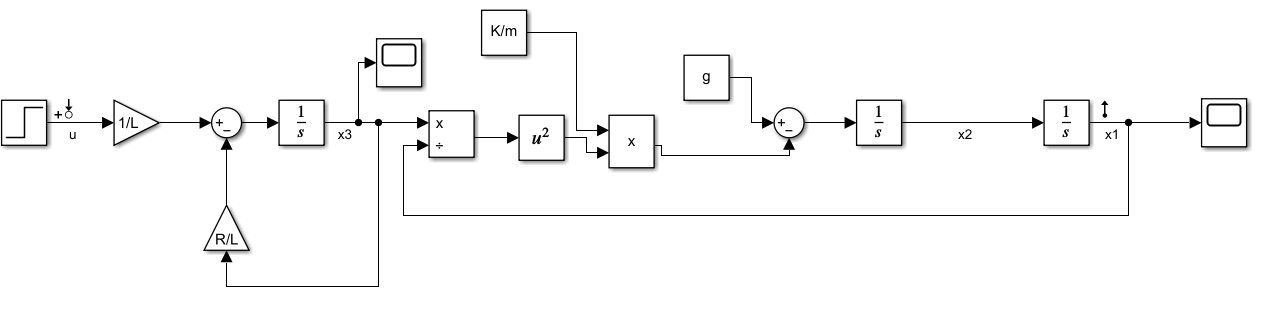 K/m
g
1/L
+
−
1
s
x
÷
u²
x
+
−
1
s
1
s
+
u
x3
x2
x1
R/L